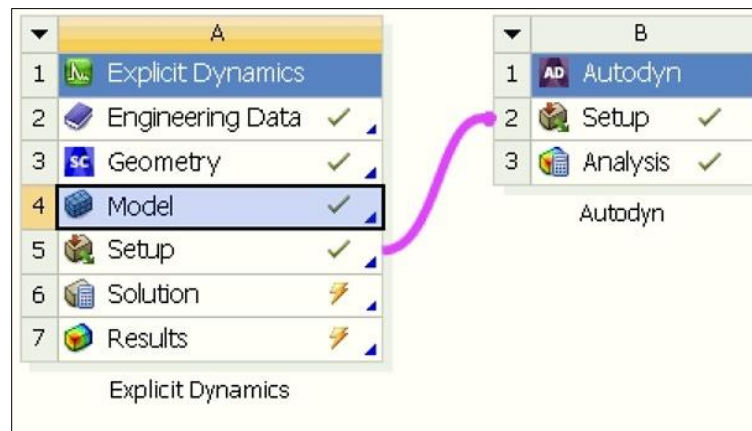 A
1 Explicit Dynamics
2 Engineering Data
3 SC Geometry
4 Model
5 Setup
6 Solution
7 Results
Explicit Dynamics
B
1 AD Autodyn
2 Setup
3 Analysis
Autodyn